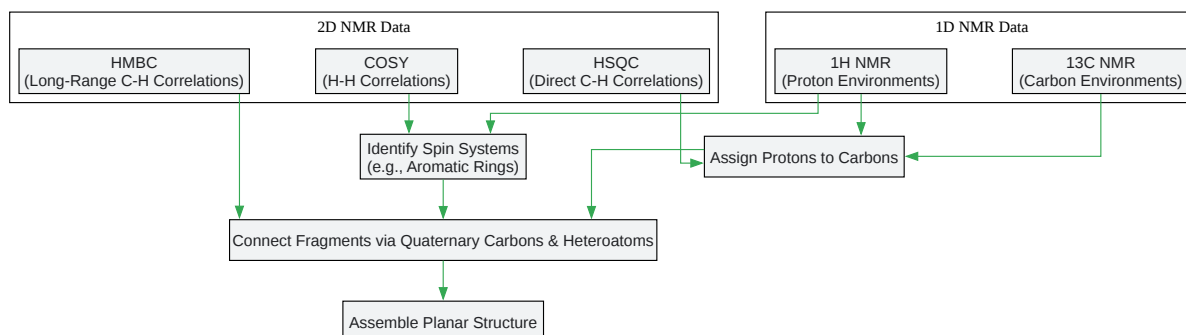 2D NMR Data
1D NMR Data
HMBC
(Long-Range C-H Correlations)
COSY
(H-H Correlations)
HSQC
(Direct C-H Correlations)
1H NMR
(Proton Environments)
13C NMR
(Carbon Environments)
Identify Spin Systems
(e.g., Aromatic Rings)
Assign Protons to Carbons
Connect Fragments via Quaternary Carbons & Heteroatoms
Assemble Planar Structure